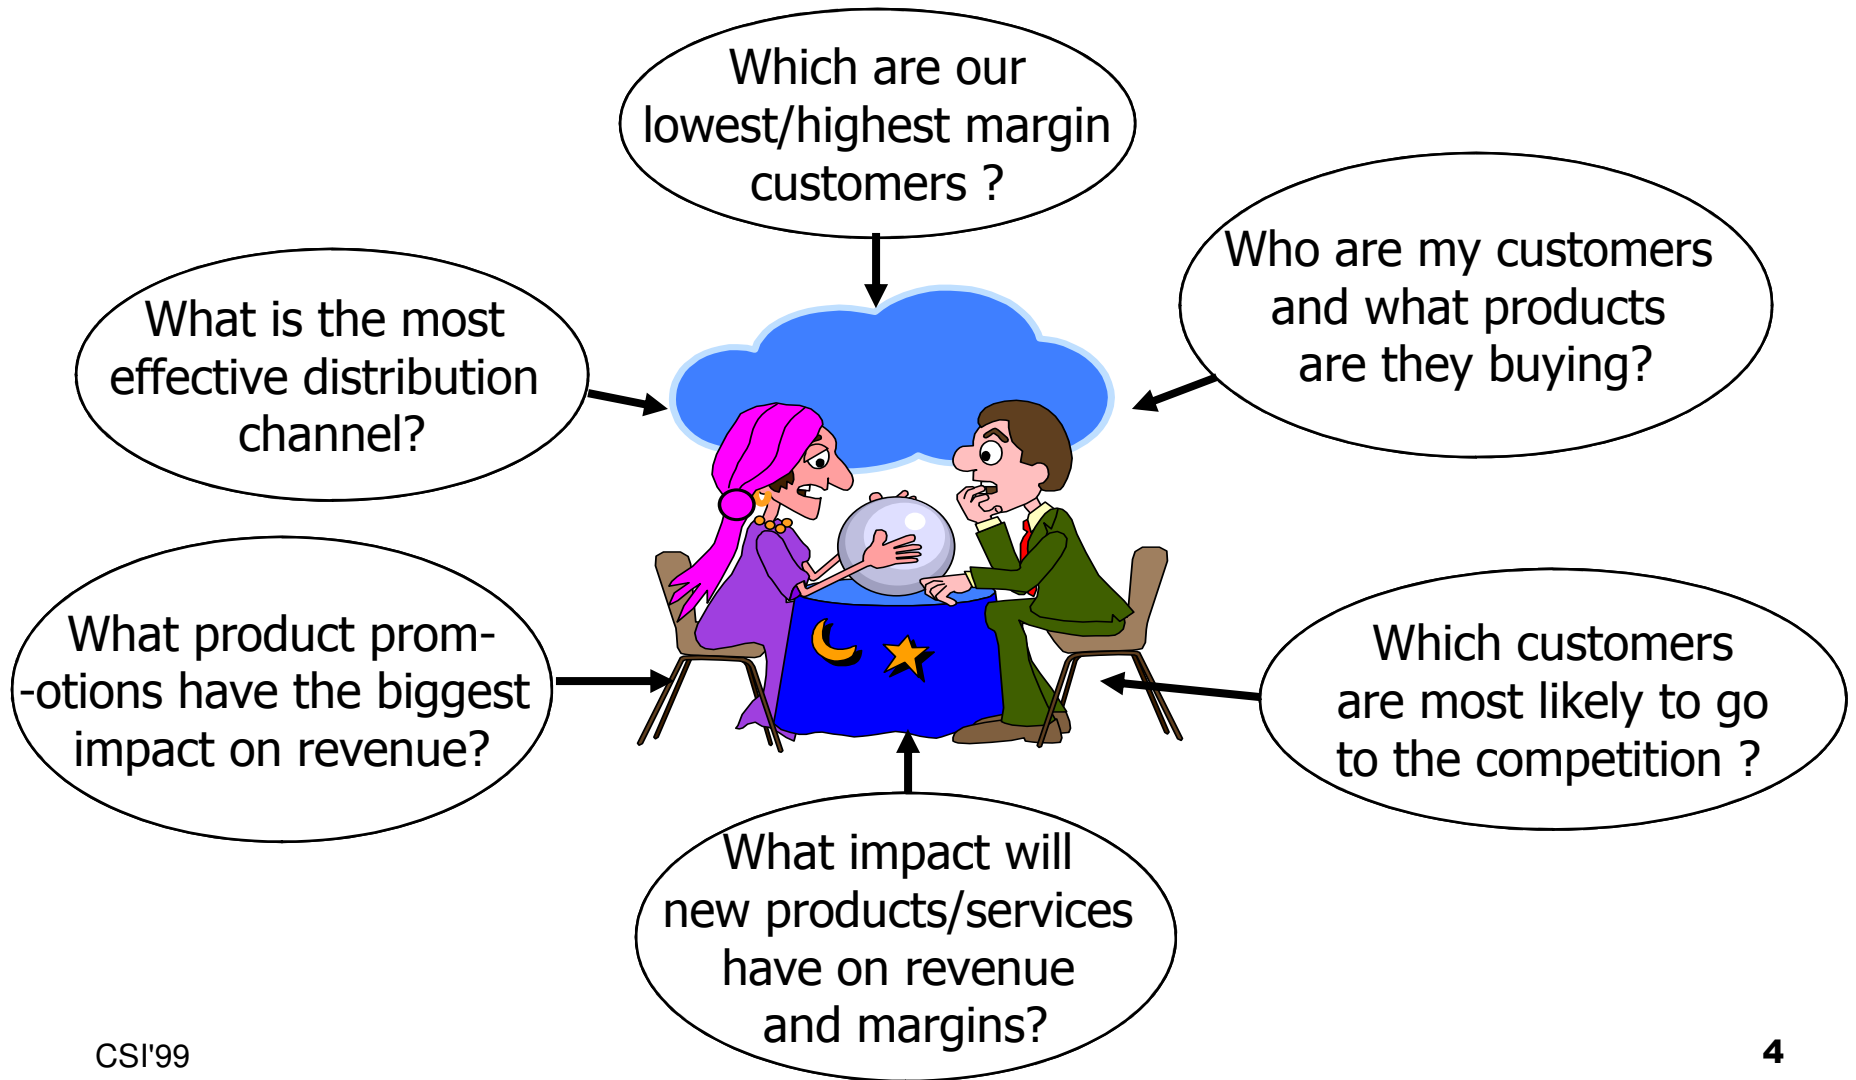 Which are our
lowest/highest margin
customers ?
Who are my customers
and what products
are they buying?
What is the most
effective distribution
channel?
What product prom-
-otions have the biggest
impact on revenue?
Which customers
are most likely to go
to the competition ?
What impact will
new products/services
have on revenue
and margins?
CSI'99
4